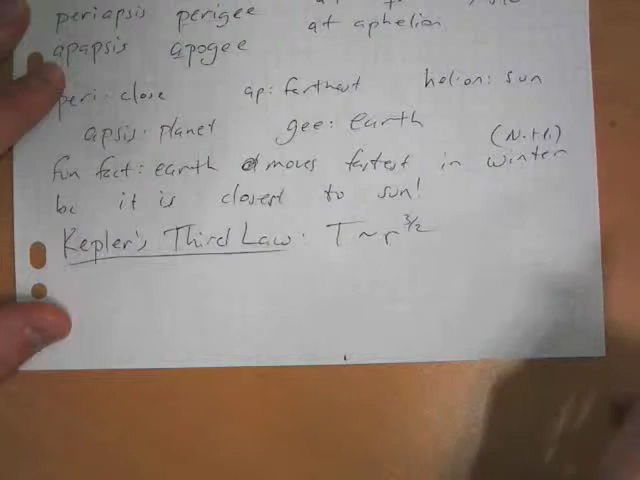 periapsis perigee
at aphelion
apapsis apogee
peri: close ap: farthest helion: sun
apsis: planet gee: earth
(N.H.)
fun fact: earth moves fastest in winter
bc it is closest to sun!
Kepler's Third Law: T ~ r^3/2